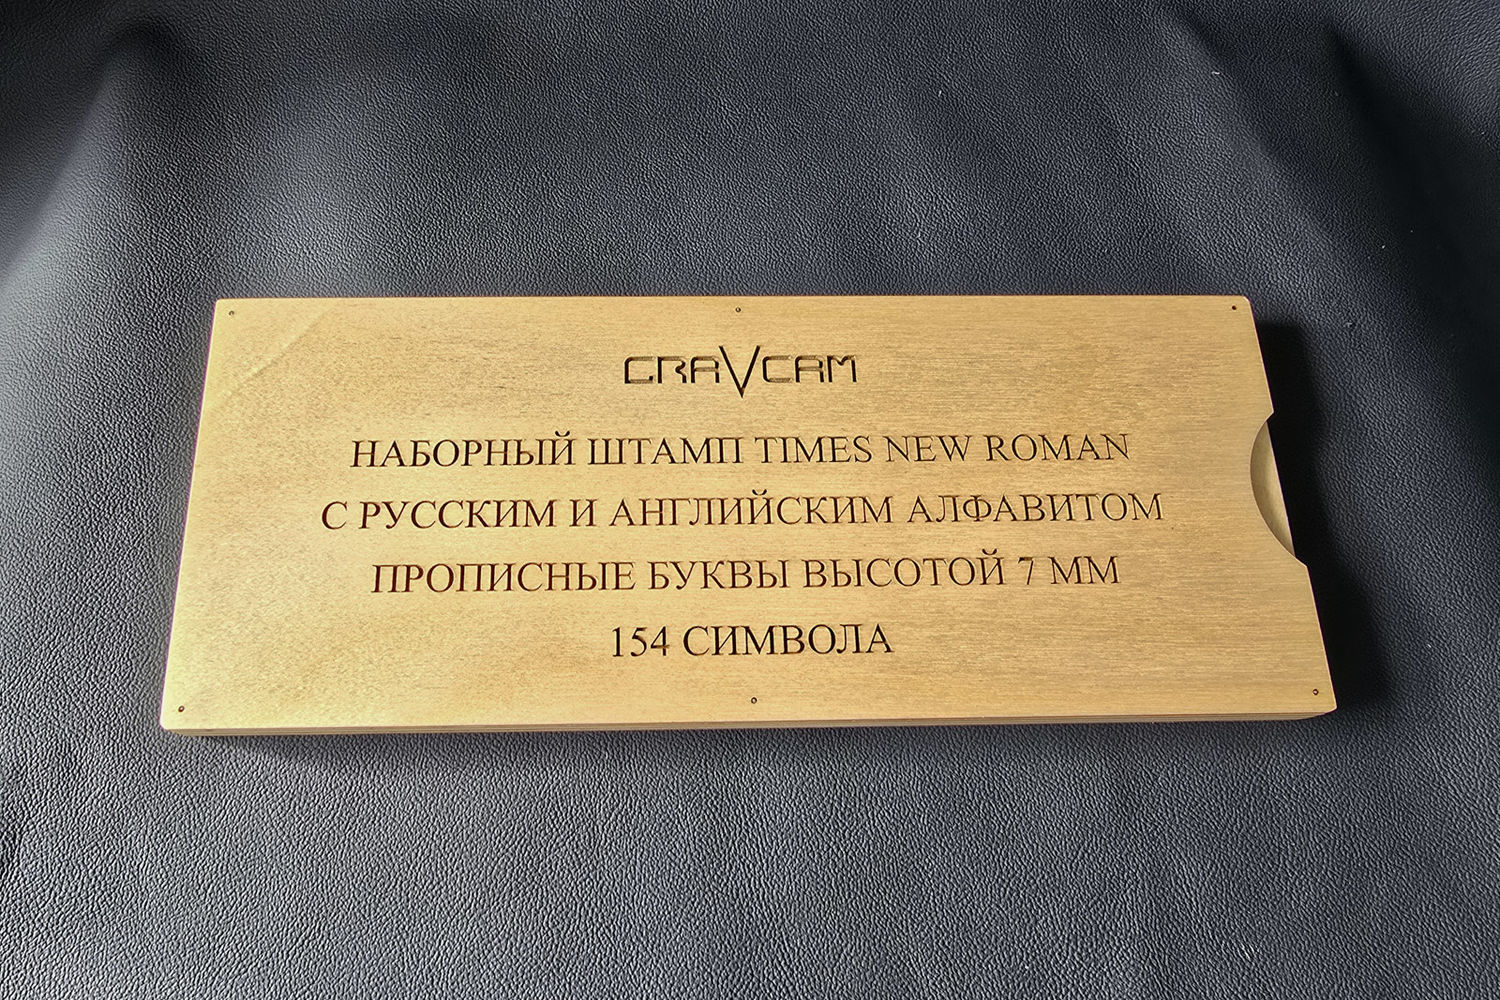 CRAVCAM
НАБОРНЫЙ ШТАМП TIMES NEW ROMAN
С РУССКИМ И АНГЛИЙСКИМ АЛФАВИТОМ
ПРОПИСНЫЕ БУКВЫ ВЫСОТОЙ 7 ММ
154 СИМВОЛА